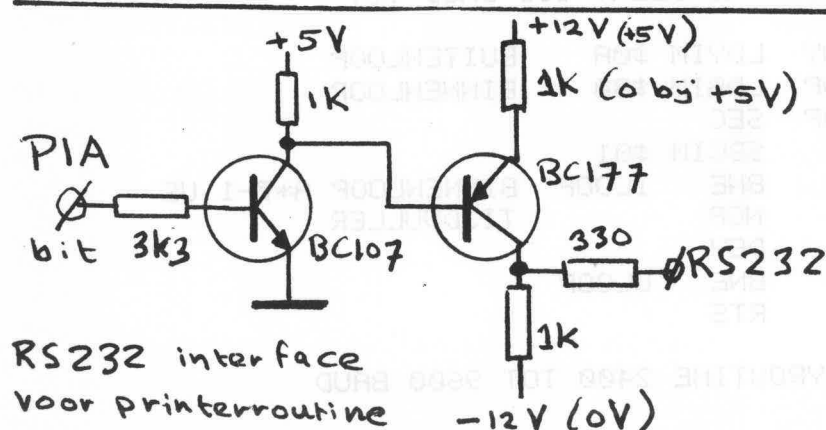 +5V
+12V (+5V)
1K
1K (0 by +5V)
PIA
bit
3k3
BC107
BC177
330
RS232
1K
RS232 interface
voor printerroutine
-12V (0V)